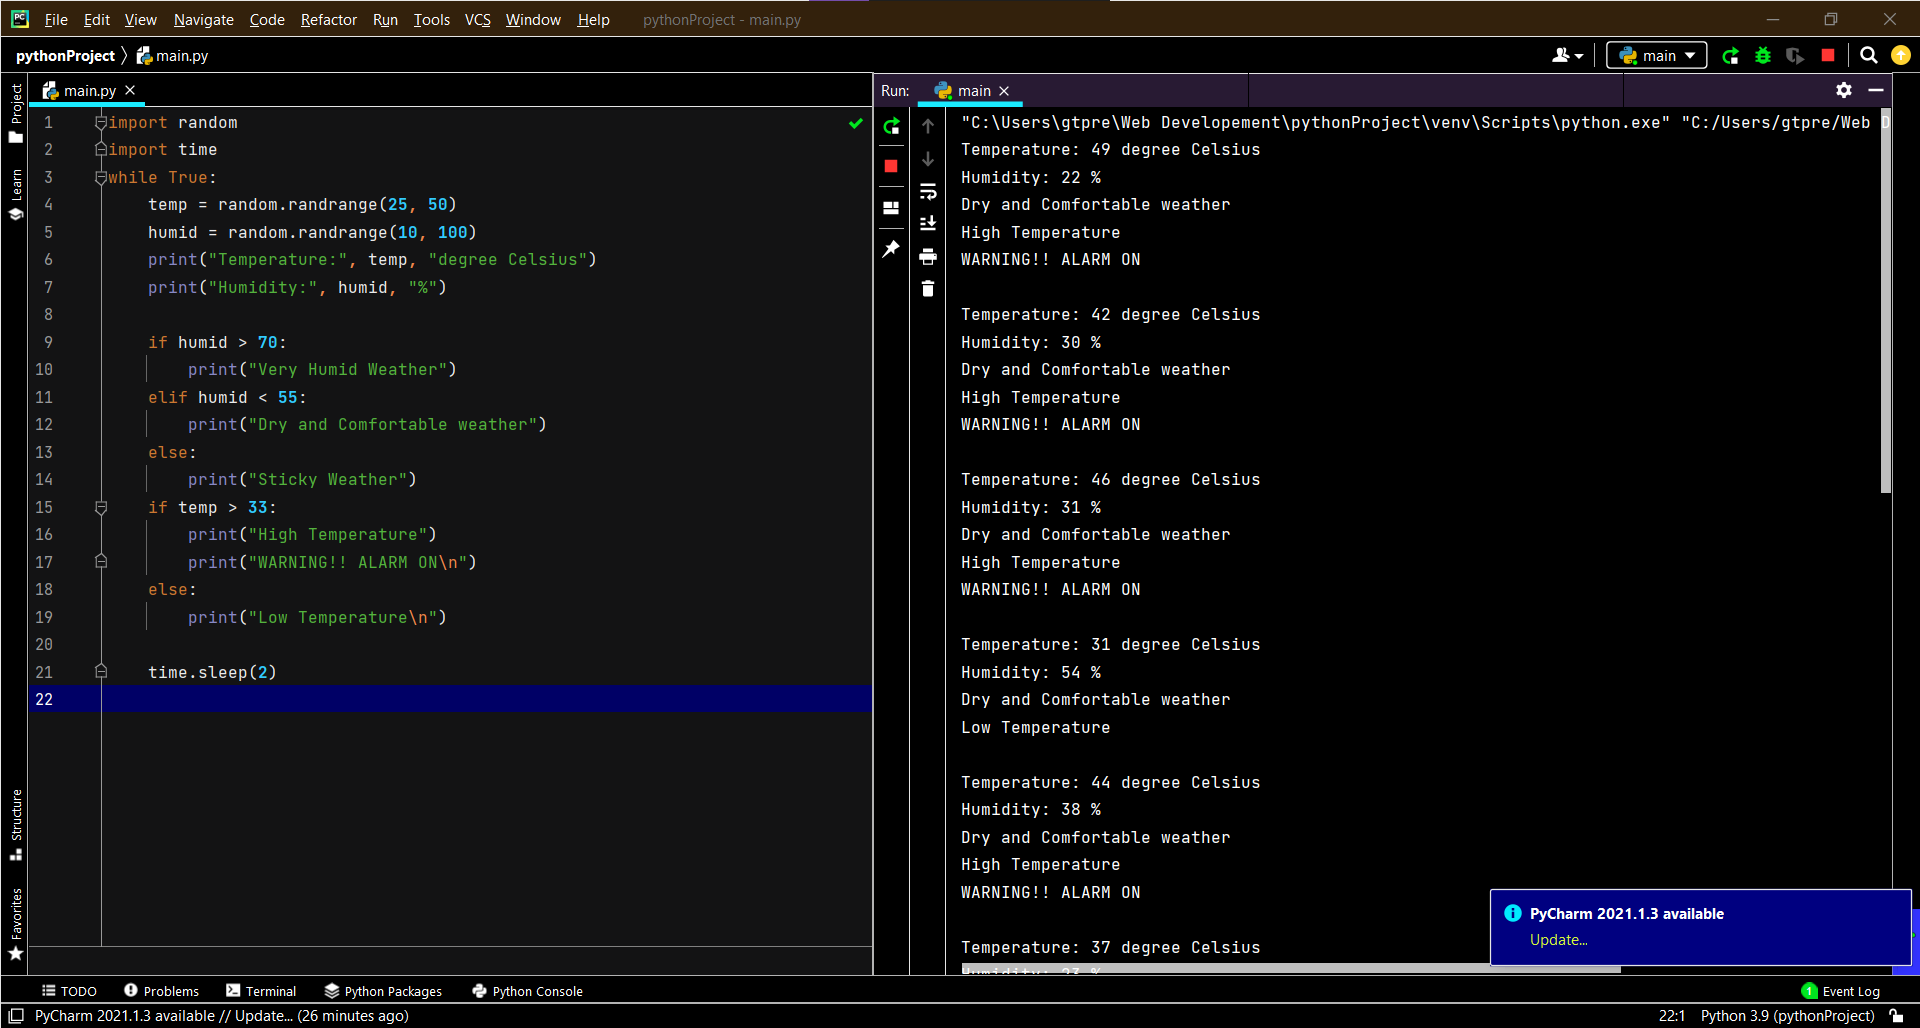 File Edit View Navigate Code Refactor Run Tools VCS Window Help pythonProject - main.py
pythonProject main.py
main
Project
Learn
Structure
Favorites
main.py
1 import random
2 import time
3 while True:
4 temp = random.randrange(25, 50)
5 humid = random.randrange(10, 100)
6 print("Temperature:", temp, "degree Celsius")
7 print("Humidity:", humid, "%")
8
9 if humid > 70:
10 print("Very Humid Weather")
11 elif humid < 55:
12 print("Dry and Comfortable weather")
13 else:
14 print("Sticky Weather")
15 if temp > 33:
16 print("High Temperature")
17 print("WARNING!! ALARM ON\n")
18 else:
19 print("Low Temperature\n")
20
21 time.sleep(2)
22
Run: main
"C:\Users\gtpre\Web Developement\pythonProject\venv\Scripts\python.exe" "C:/Users/gtpre/Web D
Temperature: 49 degree Celsius
Humidity: 22 %
Dry and Comfortable weather
High Temperature
WARNING!! ALARM ON
Temperature: 42 degree Celsius
Humidity: 30 %
Dry and Comfortable weather
High Temperature
WARNING!! ALARM ON
Temperature: 46 degree Celsius
Humidity: 31 %
Dry and Comfortable weather
High Temperature
WARNING!! ALARM ON
Temperature: 31 degree Celsius
Humidity: 54 %
Dry and Comfortable weather
Low Temperature
Temperature: 44 degree Celsius
Humidity: 38 %
Dry and Comfortable weather
High Temperature
WARNING!! ALARM ON
Temperature: 37 degree Celsius
Humidity: 23 %
PyCharm 2021.1.3 available
Update...
TODO Problems Terminal Python Packages Python Console 1 Event Log
PyCharm 2021.1.3 available // Update... (26 minutes ago) 22:1 Python 3.9 (pythonProject)